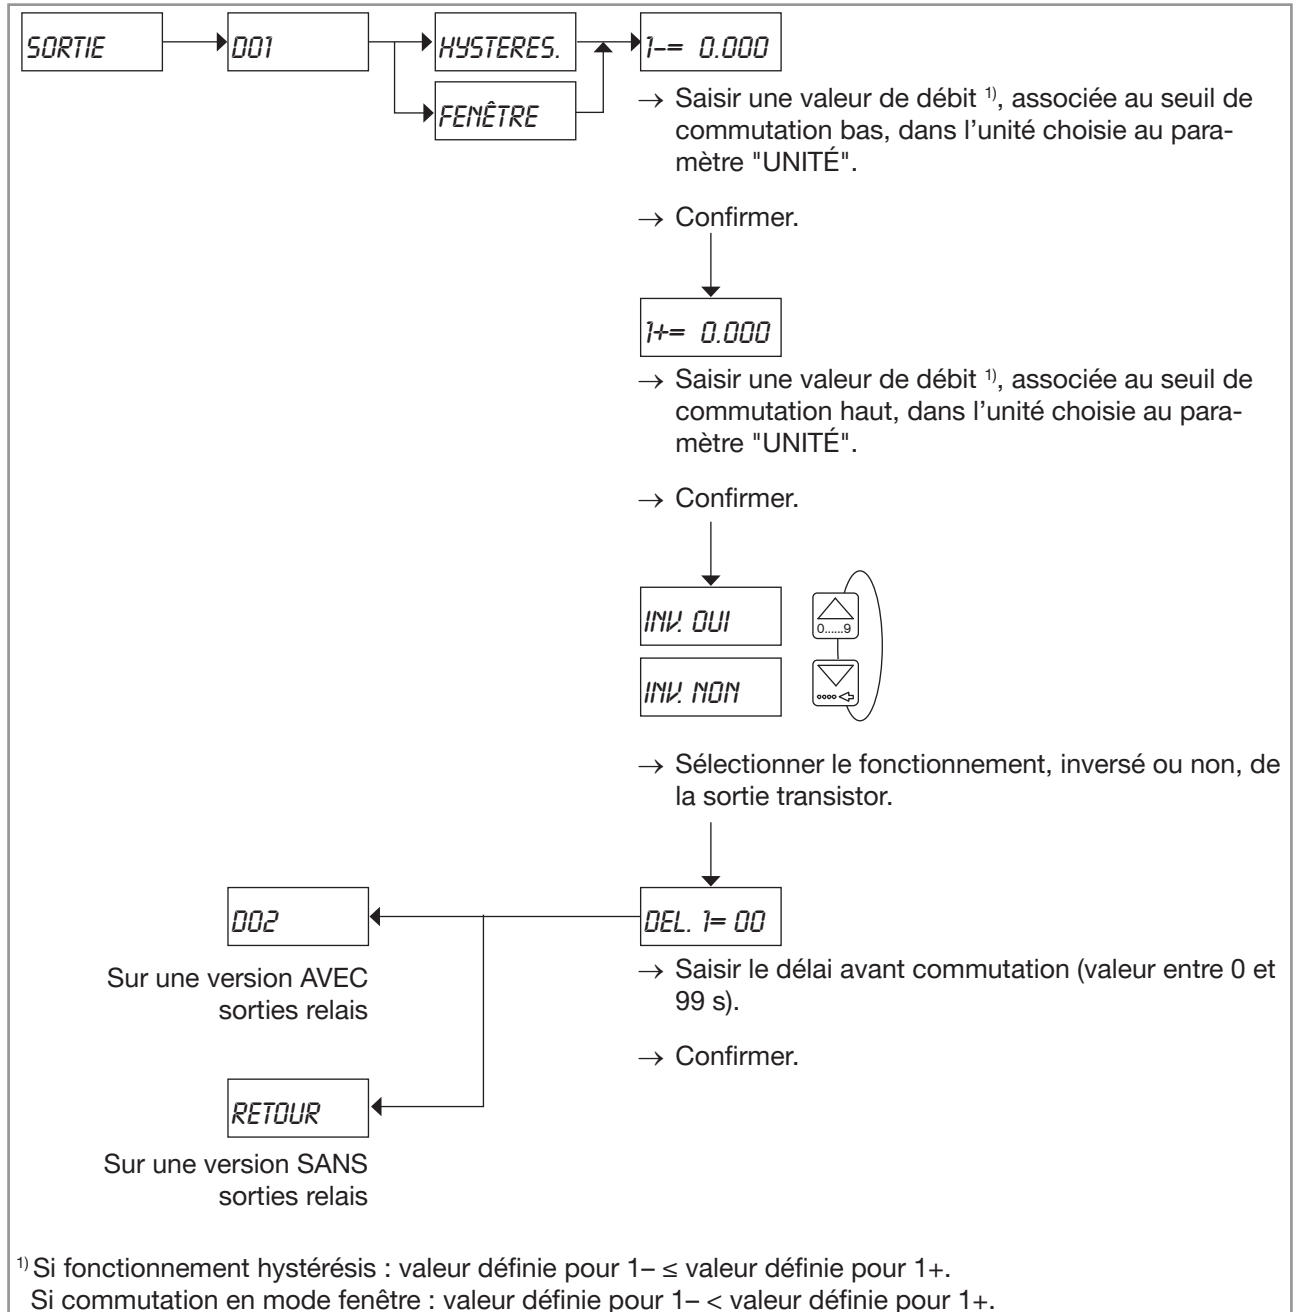 SORTIE
DO1
HYSTERES.
FENÊTRE
1-= 0.000
→ Saisir une valeur de débit 1), associée au seuil de
commutation bas, dans l’unité choisie au para-
mètre "UNITÉ".
→ Confirmer.
1+= 0.000
→ Saisir une valeur de débit 1), associée au seuil de
commutation haut, dans l’unité choisie au para-
mètre "UNITÉ".
→ Confirmer.
INV. OUI
0......9
INV. NON
→ Sélectionner le fonctionnement, inversé ou non, de
la sortie transistor.
DO2
DEL. 1= 00
Sur une version AVEC
sorties relais
→ Saisir le délai avant commutation (valeur entre 0 et
99 s).
→ Confirmer.
RETOUR
Sur une version SANS
sorties relais
1) Si fonctionnement hystérésis : valeur définie pour 1– ≤ valeur définie pour 1+.
Si commutation en mode fenêtre : valeur définie pour 1– < valeur définie pour 1+.